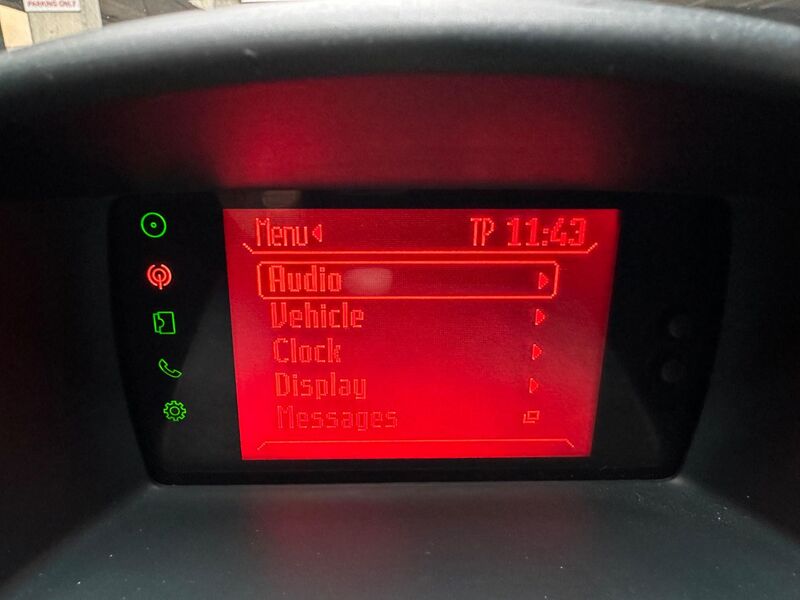 PARKING ONLY
Menu TP 11:43
Audio
Vehicle
Clock
Display
Messages